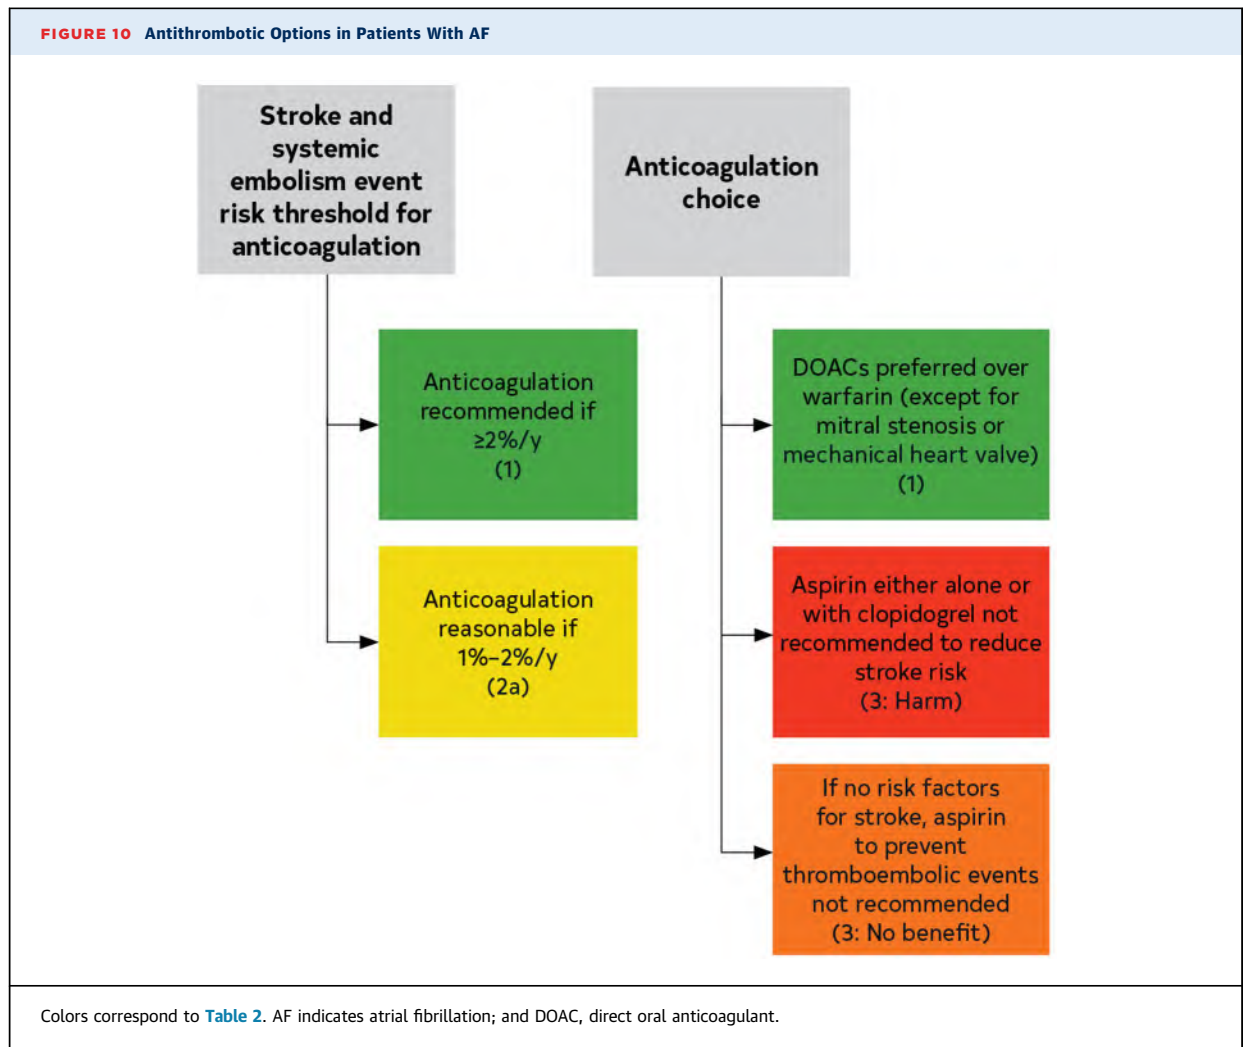 FIGURE 10 Antithrombotic Options in Patients With AF
Stroke and
systemic
embolism event
risk threshold for
anticoagulation
Anticoagulation
recommended if
≥2%/y
(1)
Anticoagulation
reasonable if
1%–2%/y
(2a)
Anticoagulation
choice
DOACs preferred over
warfarin (except for
mitral stenosis or
mechanical heart valve)
(1)
Aspirin either alone or
with clopidogrel not
recommended to reduce
stroke risk
(3: Harm)
If no risk factors
for stroke, aspirin
to prevent
thromboembolic events
not recommended
(3: No benefit)
Colors correspond to Table 2. AF indicates atrial fibrillation; and DOAC, direct oral anticoagulant.